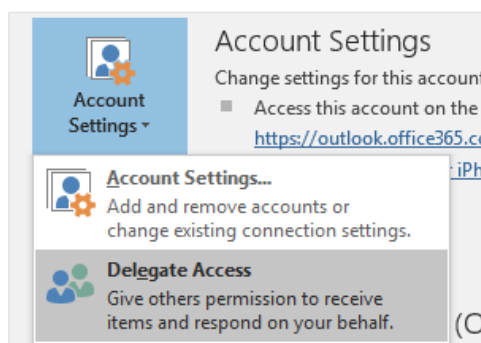 Account Settings
Change settings for this account
Account
Settings
Access this account on the
https://outlook.office365.c
iPh
Account Settings...
Add and remove accounts or
change existing connection settings.
Delegate Access
Give others permission to receive
items and respond on your behalf.
(O